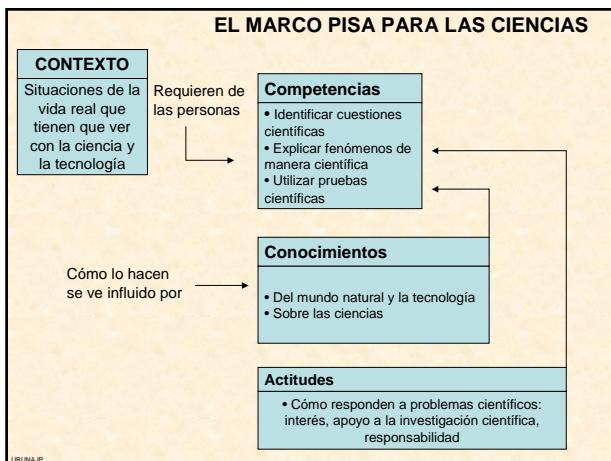 EL MARCO PISA PARA LAS CIENCIAS
CONTEXTO
Situaciones de la
vida real que
tienen que ver
con la ciencia y
la tecnología
Requieren de
las personas
Competencias
• Identificar cuestiones
científicas
• Explicar fenómenos de
manera científica
• Utilizar pruebas
científicas
Cómo lo hacen
se ve influido por
Conocimientos
• Del mundo natural y la tecnología
• Sobre las ciencias
Actitudes
• Cómo responden a problemas científicos:
interés, apoyo a la investigación científica,
responsabilidad